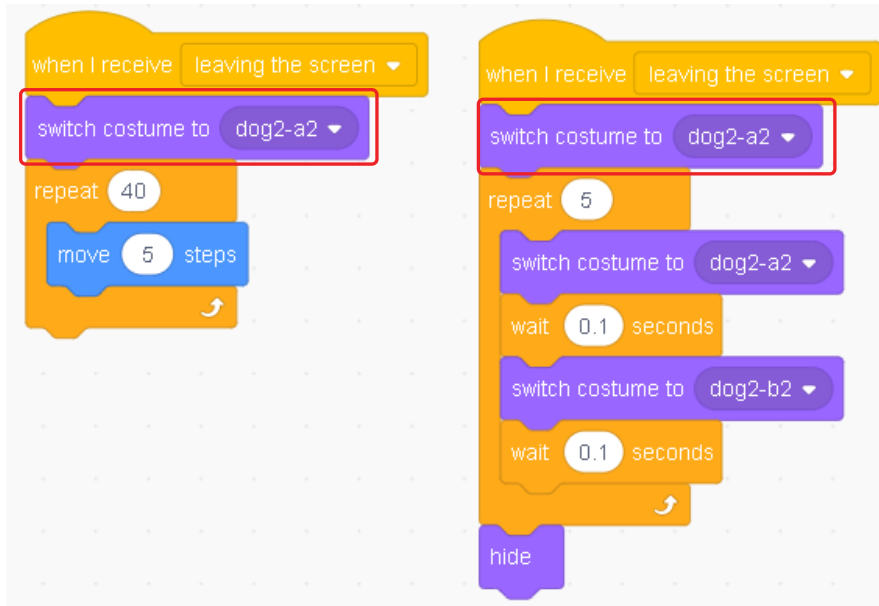 when I receive leaving the screen
switch costume to dog2-a2
repeat 40
move 5 steps
when I receive leaving the screen
switch costume to dog2-a2
repeat 5
switch costume to dog2-a2
wait 0.1 seconds
switch costume to dog2-b2
wait 0.1 seconds
hide